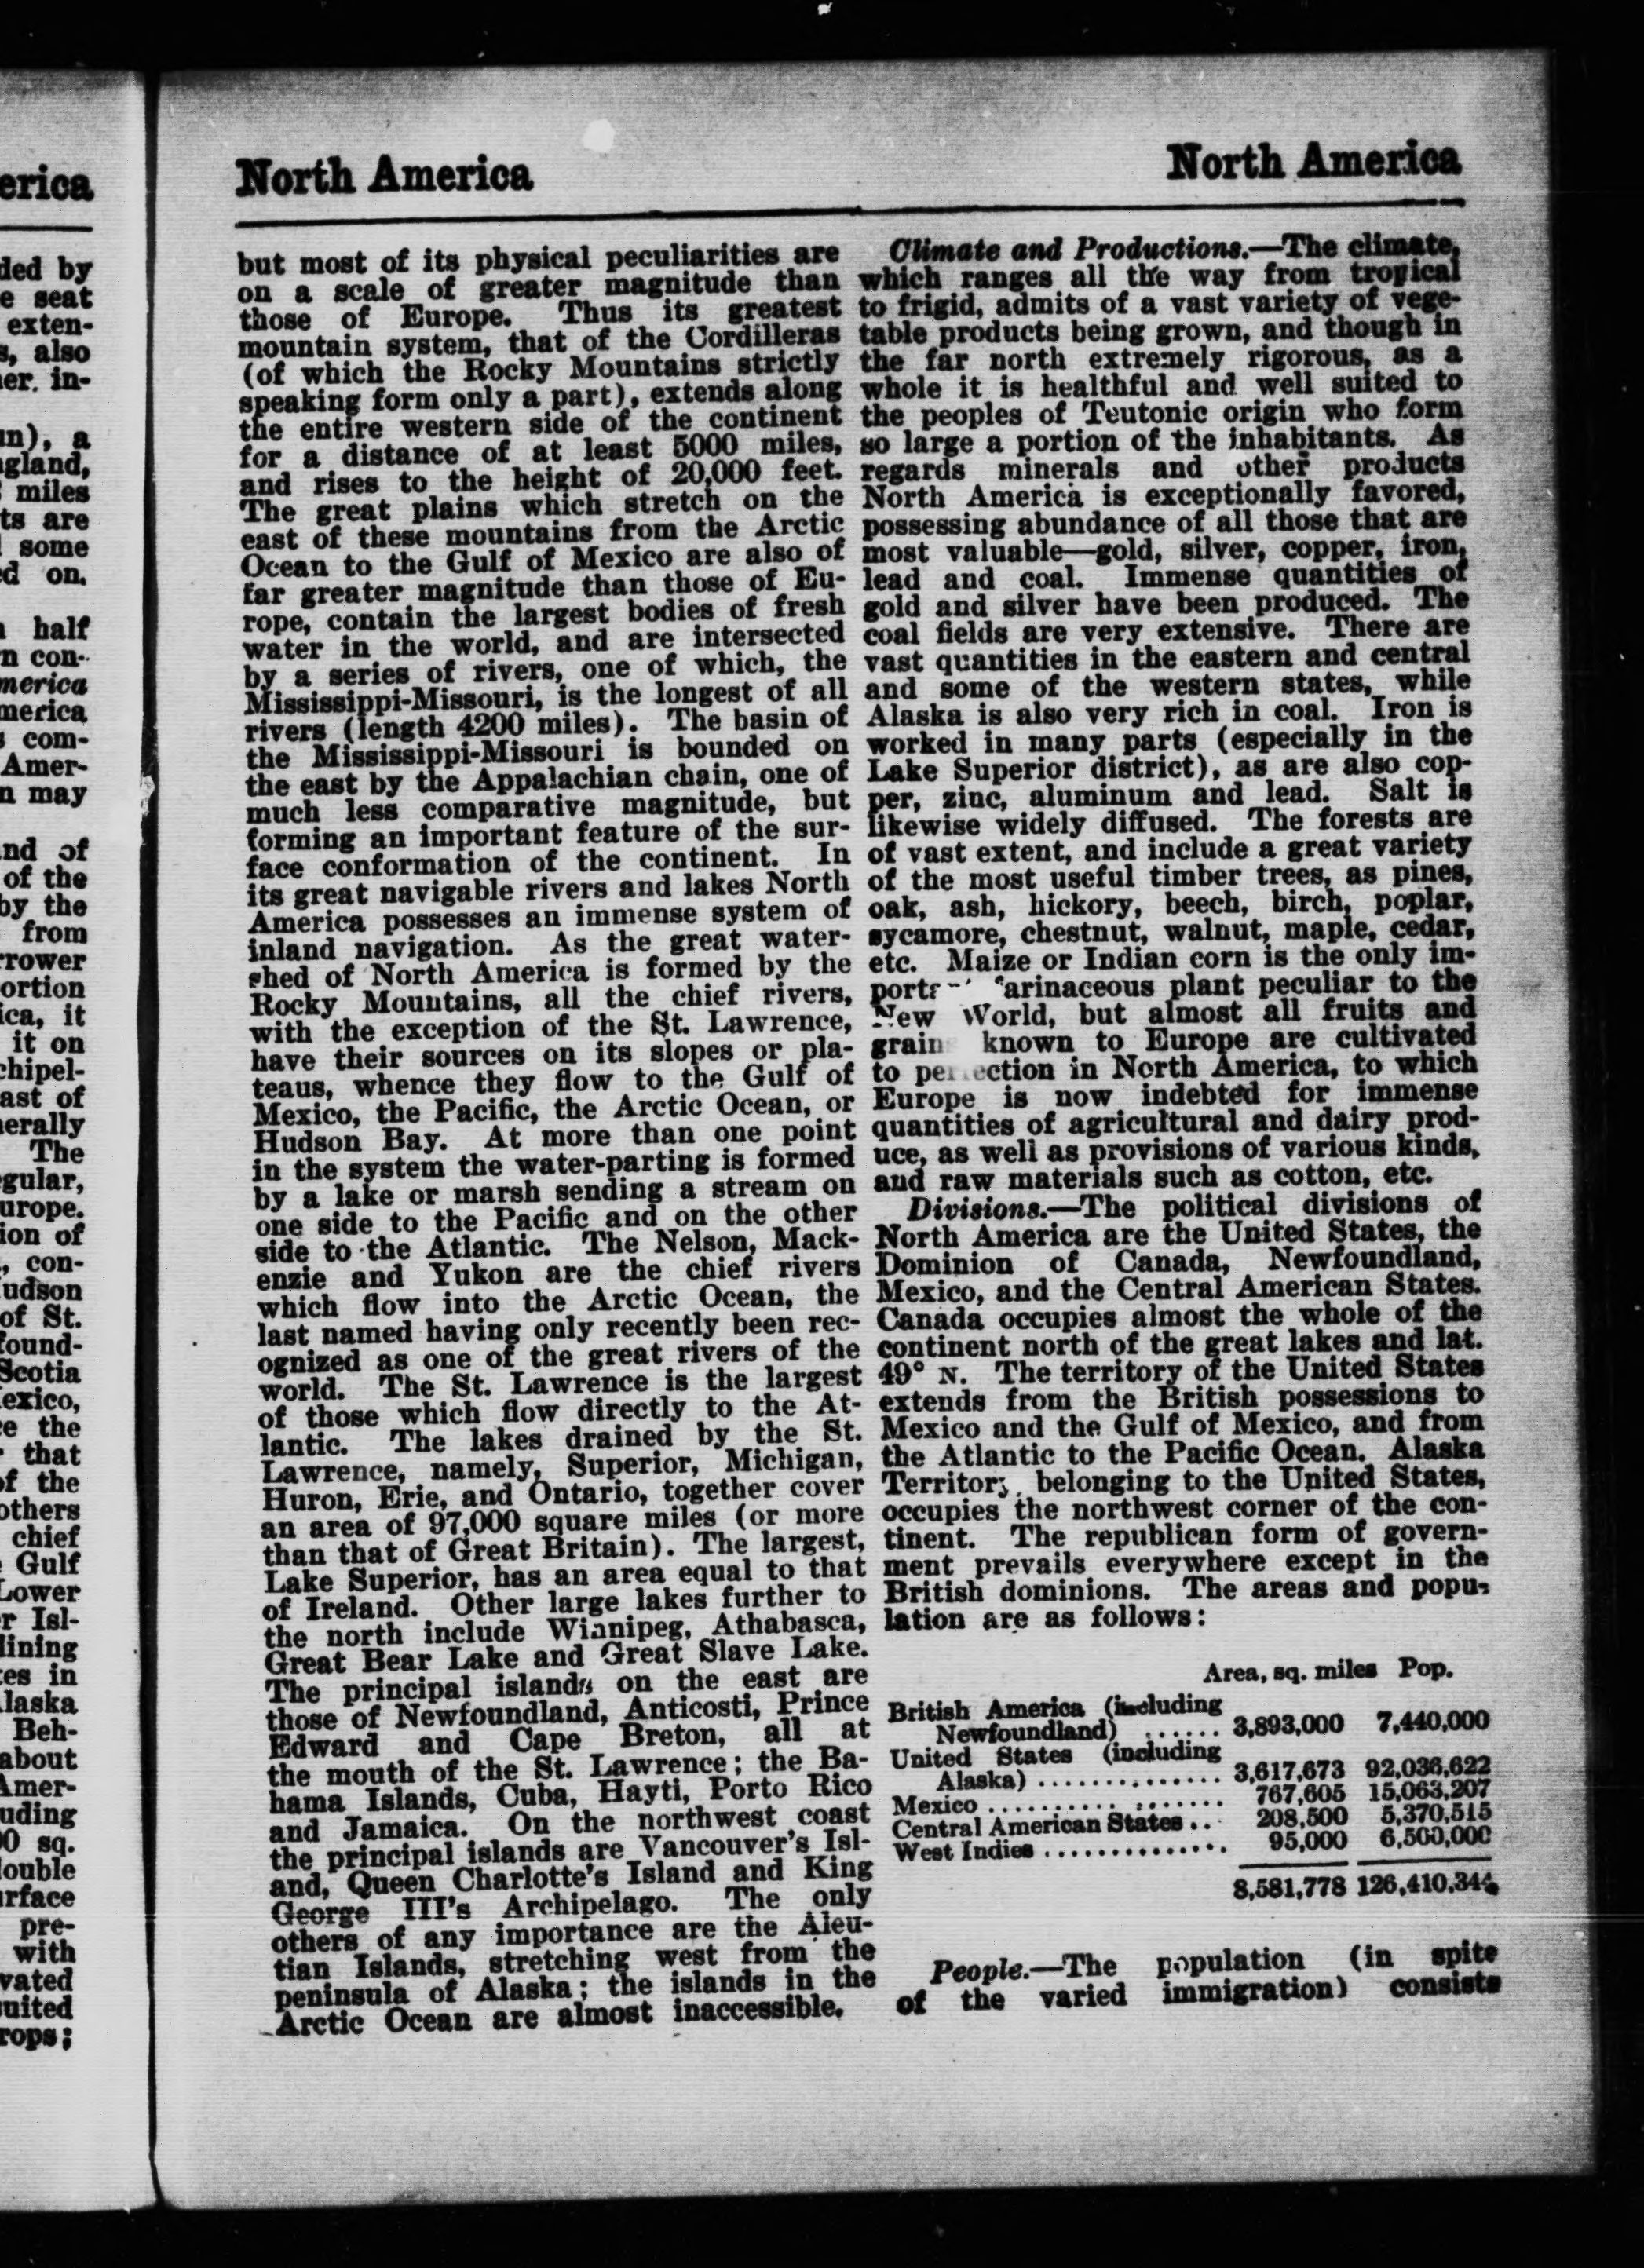 North America
North America
but most of its physical peculiarities are
on a scale of greater magnitude than
those of Europe. Thus its greatest
mountain system, that of the Cordilleras
(of which the Rocky Mountains strictly
speaking form only a part), extends along
the entire western side of the continent
for a distance of at least 5000 miles,
and rises to the height of 20,000 feet.
The great plains which stretch on the
east of these mountains from the Arctic
Ocean to the Gulf of Mexico are also of
far greater magnitude than those of Eu-
rope, contain the largest bodies of fresh
water in the world, and are intersected
by a series of rivers, one of which, the
Mississippi-Missouri, is the longest of all
rivers (length 4200 miles). The basin of
the Mississippi-Missouri is bounded on
the east by the Appalachian chain, one of
much less comparative magnitude, but
forming an important feature of the sur-
face conformation of the continent. In
its great navigable rivers and lakes North
America possesses an immense system of
inland navigation. As the great water-
shed of North America is formed by the
Rocky Mountains, all the chief rivers,
with the exception of the St. Lawrence,
have their sources on its slopes or pla-
teaus, whence they flow to the Gulf of
Mexico, the Pacific, the Arctic Ocean, or
Hudson Bay. At more than one point
in the system the water-parting is formed
by a lake or marsh sending a stream on
one side to the Pacific and on the other
side to the Atlantic. The Nelson, Mack-
enzie and Yukon are the chief rivers
which flow into the Arctic Ocean, the
last named having only recently been rec-
ognized as one of the great rivers of the
world. The St. Lawrence is the largest
of those which flow directly to the At-
lantic. The lakes drained by the St.
Lawrence, namely, Superior, Michigan,
Huron, Erie, and Ontario, together cover
an area of 97,000 square miles (or more
than that of Great Britain). The largest,
Lake Superior, has an area equal to that
of Ireland. Other large lakes further to
the north include Winnipeg, Athabasca,
Great Bear Lake and Great Slave Lake.
The principal islands on the east are
those of Newfoundland, Anticosti, Prince
Edward and Cape Breton, all at
the mouth of the St. Lawrence; the Ba-
hama Islands, Cuba, Hayti, Porto Rico
and Jamaica. On the northwest coast
the principal islands are Vancouver's Isl-
and, Queen Charlotte's Island and King
George III's Archipelago. The only
others of any importance are the Aleu-
tian Islands, stretching west from the
peninsula of Alaska; the islands in the
Arctic Ocean are almost inaccessible.
Climate and Productions.—The climate,
which ranges all the way from tropical
to frigid, admits of a vast variety of vege-
table products being grown, and though in
the far north extremely rigorous, as a
whole it is healthful and well suited to
the peoples of Teutonic origin who form
so large a portion of the inhabitants. As
regards minerals and other products
North America is exceptionally favored,
possessing abundance of all those that are
most valuable—gold, silver, copper, iron,
lead and coal. Immense quantities of
gold and silver have been produced. The
coal fields are very extensive. There are
vast quantities in the eastern and central
and some of the western states, while
Alaska is also very rich in coal. Iron is
worked in many parts (especially in the
Lake Superior district), as are also cop-
per, zinc, aluminum and lead. Salt is
likewise widely diffused. The forests are
of vast extent, and include a great variety
of the most useful timber trees, as pines,
oak, ash, hickory, beech, birch, poplar,
sycamore, chestnut, walnut, maple, cedar,
etc. Maize or Indian corn is the only im-
portant farinaceous plant peculiar to the
New World, but almost all fruits and
grains known to Europe are cultivated
to perfection in North America, to which
Europe is now indebted for immense
quantities of agricultural and dairy prod-
uce, as well as provisions of various kinds,
and raw materials such as cotton, etc.
Divisions.—The political divisions of
North America are the United States, the
Dominion of Canada, Newfoundland,
Mexico, and the Central American States.
Canada occupies almost the whole of the
continent north of the great lakes and lat.
49° N. The territory of the United States
extends from the British possessions to
Mexico and the Gulf of Mexico, and from
the Atlantic to the Pacific Ocean. Alaska
Territory, belonging to the United States,
occupies the northwest corner of the con-
tinent. The republican form of govern-
ment prevails everywhere except in the
British dominions. The areas and popu-
lation are as follows:
Area, sq. miles Pop.
British America (including
Newfoundland) ...... 3,893,000 7,440,000
United States (including
Alaska) .............. 3,617,673 92,036,622
Mexico .................. 767,605 15,063,207
Central American States... 208,500 5,370,515
West Indies .............. 95,000 6,500,000
8,581,778 126,410,344
People.—The population (in spite
of the varied immigration) consists